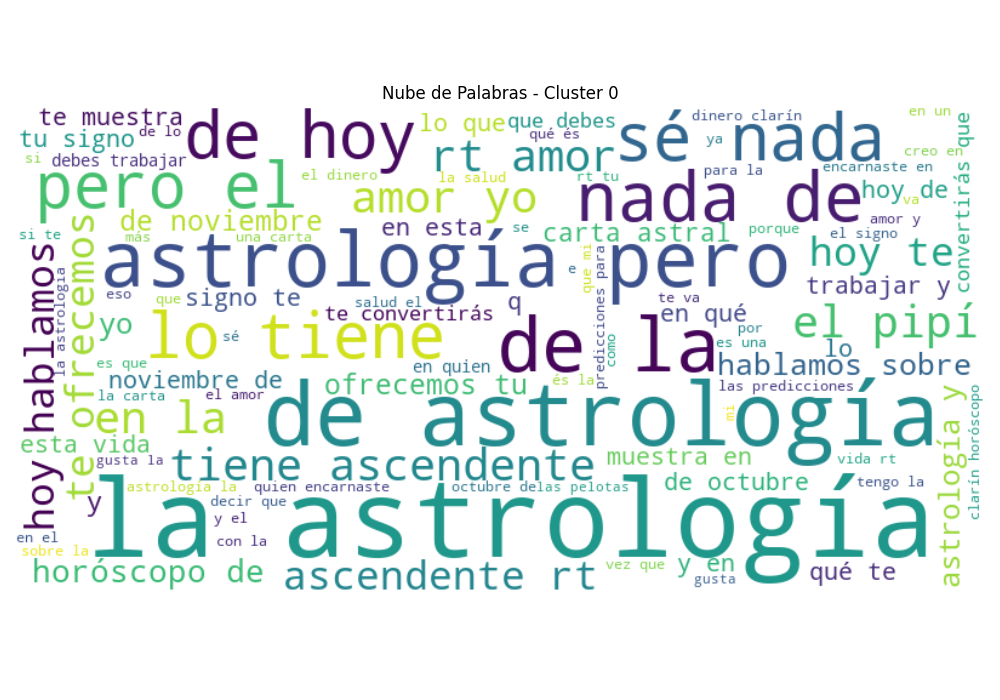 Nube de Palabras - Cluster 0
te muestra
de hoy
lo que
que debes
sé nada
dinero clarín
en un
tu signo
de lo
rt amor
qué és
ya
creo en
si
debes trabajar
pero el
el dinero
la salud
amor yo
rt tu
nada de
para la
encarnaste en
hoy de
va
convertirás que
de noviembre
más
una carta
en esta
se
carta astral
porque
amor y
el signo
si te
hoy hablamos
la astrologia
te ofrecemos
astrología pero
e
que mi
predicciones para
como
hoy te
eso
que
signo te
salud el
q
te va
trabajar y
yo
lo tiene
sé
te convertirás
de la
en qué
por
el pipí
es una
lo
es que
noviembre de
en quien
ofrecemos tu
és la
hablamos sobre
la carta
el amor
las predicciones
mi
en la
de astrología
astrología y
clarín horóscopo
esta vida
gusta la
tiene ascendente
muestra en
vida rt
y
astrología la
quien encarnaste
octubre de
las pelotas
de octubre
tengo la
decir que
la astrología
y el
en el
con la
sobre la
horóscopo de
ascendente rt
vez que
y en
gusta
qué te